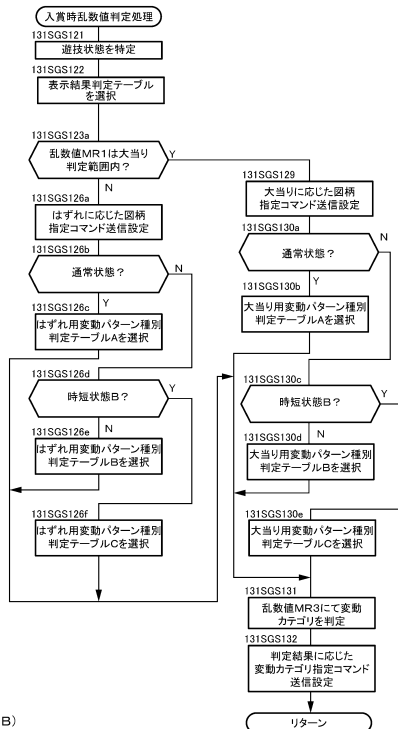 入賞時乱数値判定処理
131SGS121
遊技状態を特定
131SGS122
表示結果判定テーブル
を選択
131SGS123a
乱数値MR1は大当り
判定範囲内?
Y
N
131SGS126a
はずれに応じた図柄
指定コマンド送信設定
131SGS126b
通常状態?
N
Y
131SGS126c
はずれ用変動パターン種別
判定テーブルAを選択
131SGS126d
時短状態B?
Y
N
131SGS126e
はずれ用変動パターン種別
判定テーブルBを選択
131SGS126f
はずれ用変動パターン種別
判定テーブルCを選択
131SGS129
大当りに応じた図柄
指定コマンド送信設定
131SGS130a
通常状態?
N
Y
131SGS130b
大当り用変動パターン種別
判定テーブルAを選択
131SGS130c
時短状態B?
Y
N
131SGS130d
大当り用変動パターン種別
判定テーブルBを選択
131SGS130e
大当り用変動パターン種別
判定テーブルCを選択
131SGS131
乱数値MR3にて変動
カテゴリを判定
131SGS132
判定結果に応じた
変動カテゴリ指定コマンド
送信設定
リターン
B)